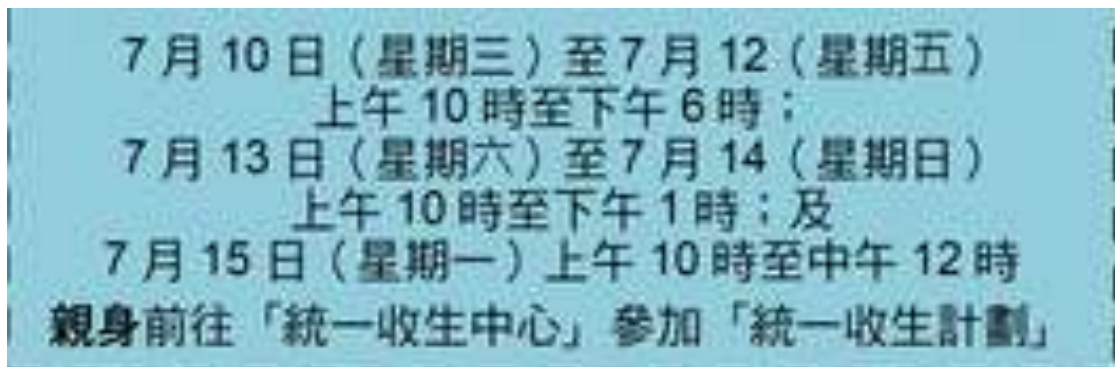 7 月 10 日（星期三）至 7 月 12（星期五）
上午 10 時至下午 6 時；
7 月 13 日（星期六）至 7 月 14（星期日）
上午 10 時至下午 1 時；及
7 月 15 日（星期一）上午 10 時至中午 12 時
親身前往「統一收生中心」參加「統一收生計劃」